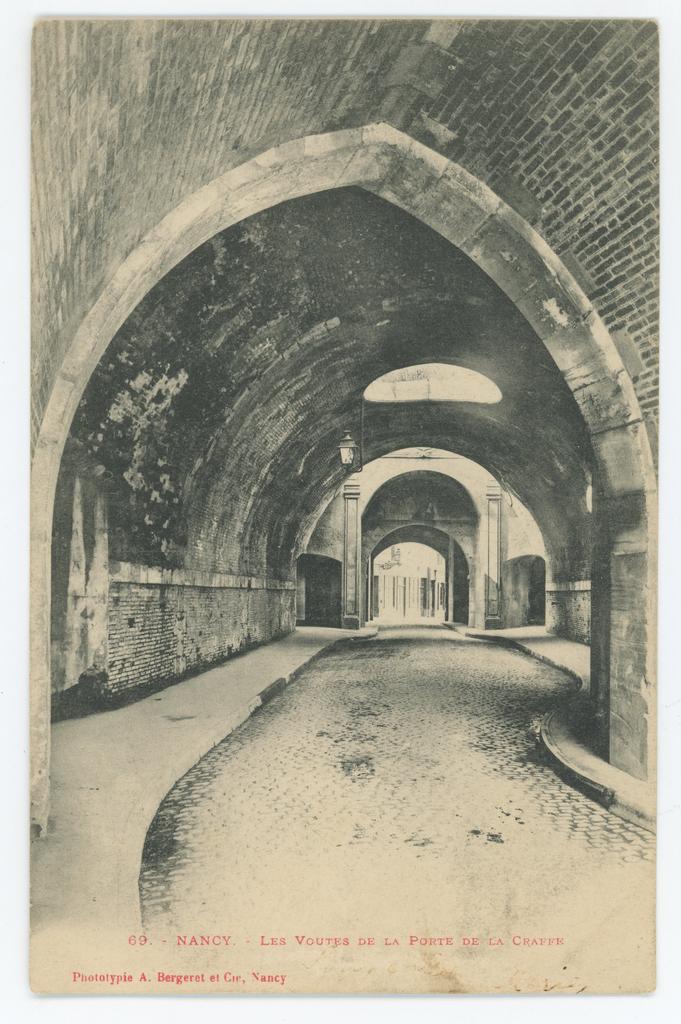 69. - NANCY. - LES VOUTES DE LA PORTE DE LA CRAFFE
Phototypie A. Bergeret et Cie, Nancy